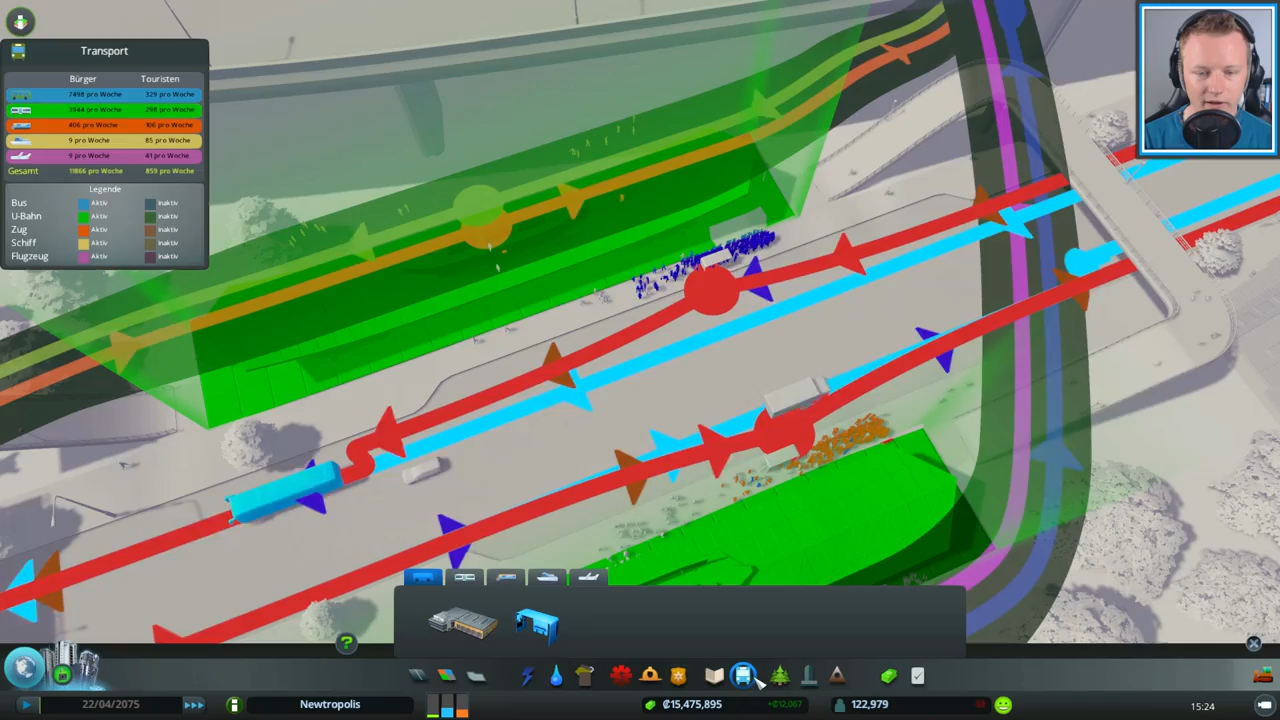 Transport
Bürger Touristen
7498 pro Woche 329 pro Woche
3944 pro Woche 298 pro Woche
406 pro Woche 106 pro Woche
9 pro Woche 85 pro Woche
9 pro Woche 41 pro Woche
Gesamt 11866 pro Woche 859 pro Woche
Legende
Bus Aktiv Inaktiv
U-Bahn Aktiv Inaktiv
Zug Aktiv Inaktiv
Schiff Aktiv Inaktiv
Flugzeug Aktiv Inaktiv
?
22/04/2075 Newtropolis ₡15,475,895 +₡12,067 122,979 15:24